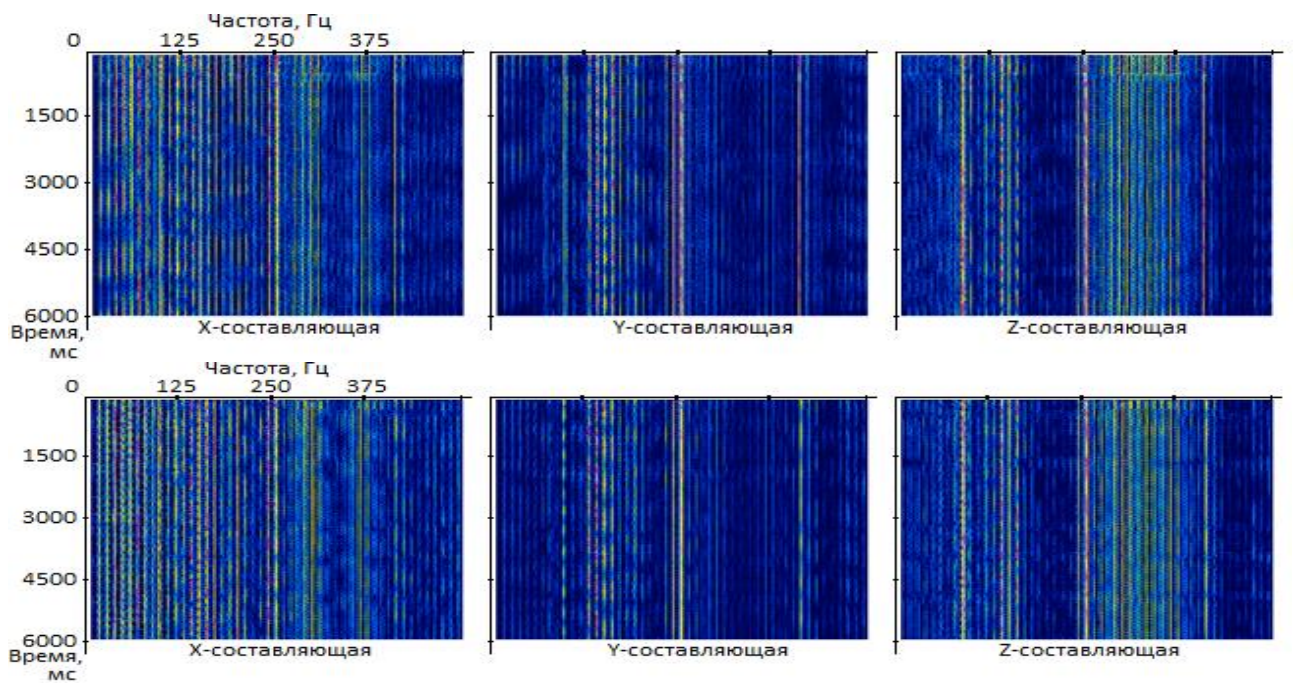 Частота, Гц
0 125 250 375
1500
3000
4500
6000
Время, мс
X-составляющая Y-составляющая Z-составляющая
Частота, Гц
0 125 250 375
1500
3000
4500
6000
Время, мс
X-составляющая Y-составляющая Z-составляющая